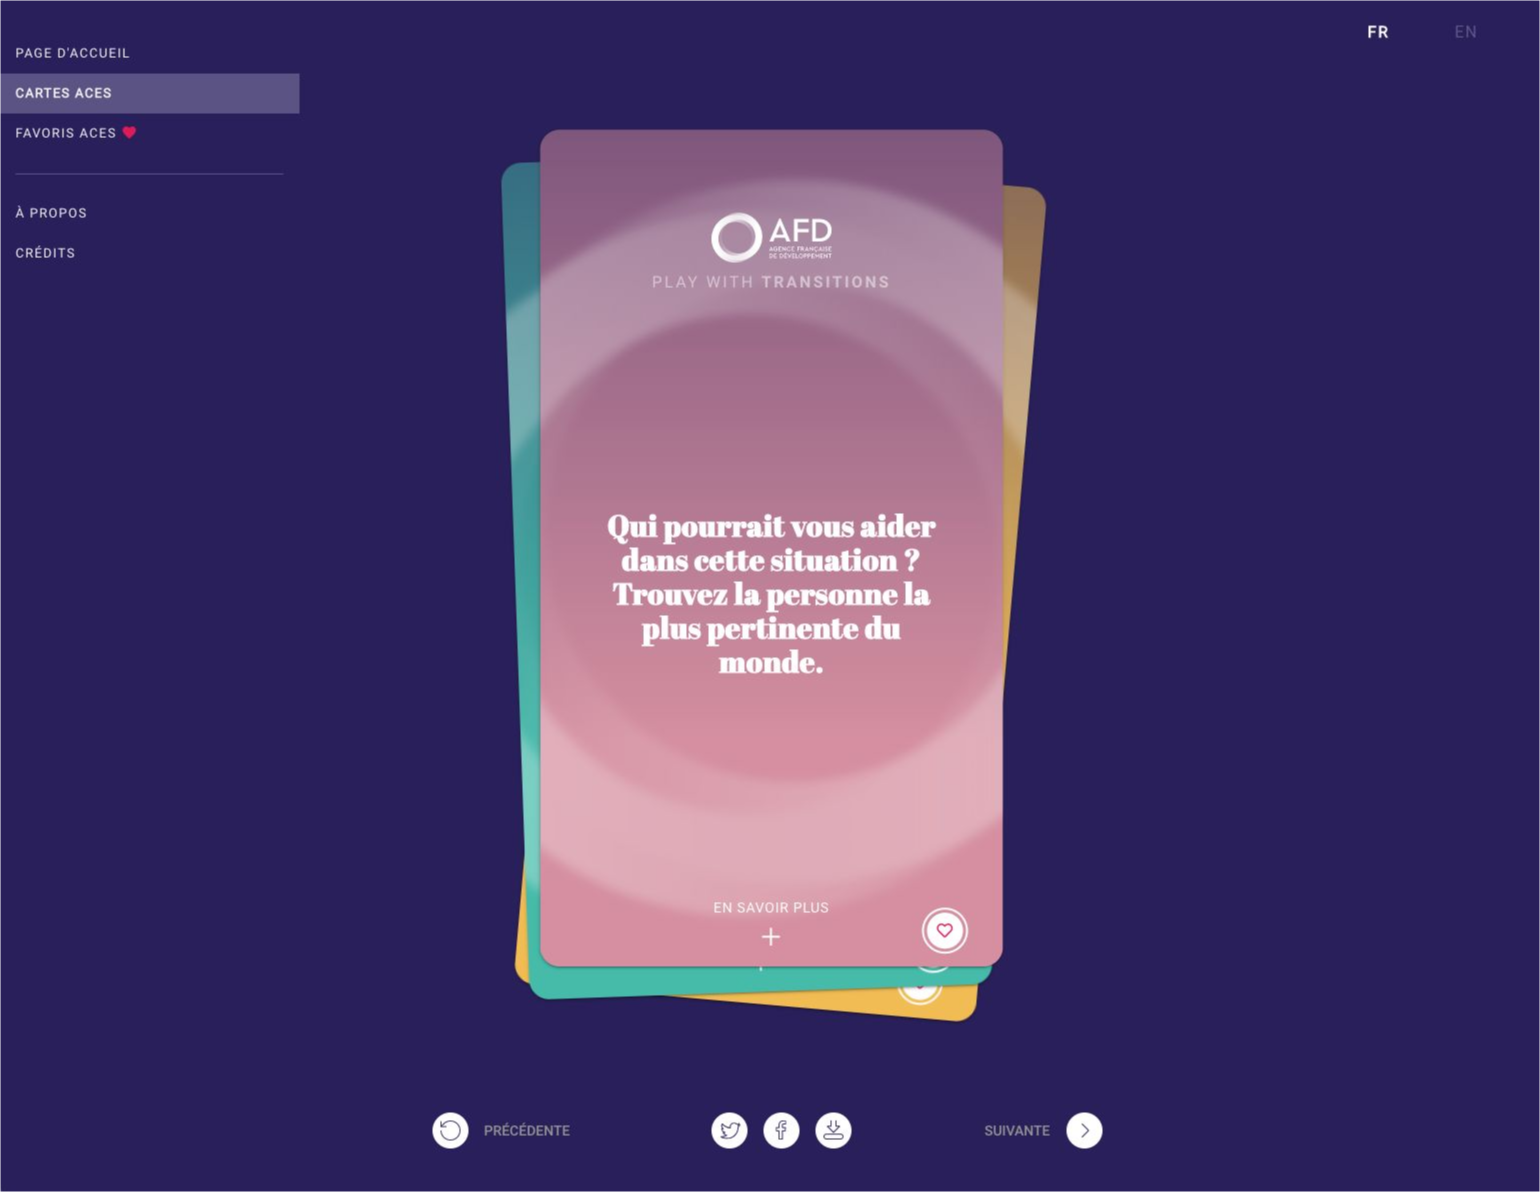 FR
EN
PAGE D'ACCUEIL
CARTES ACES
FAVORIS ACES
À PROPOS
CRÉDITS
AFD
AGENCE FRANÇAISE
DE DÉVELOPPEMENT
PLAY WITH TRANSITIONS
Qui pourrait vous aider
dans cette situation ?
Trouvez la personne la
plus pertinente du
monde.
EN SAVOIR PLUS
PRÉCÉDENTE
SUIVANTE